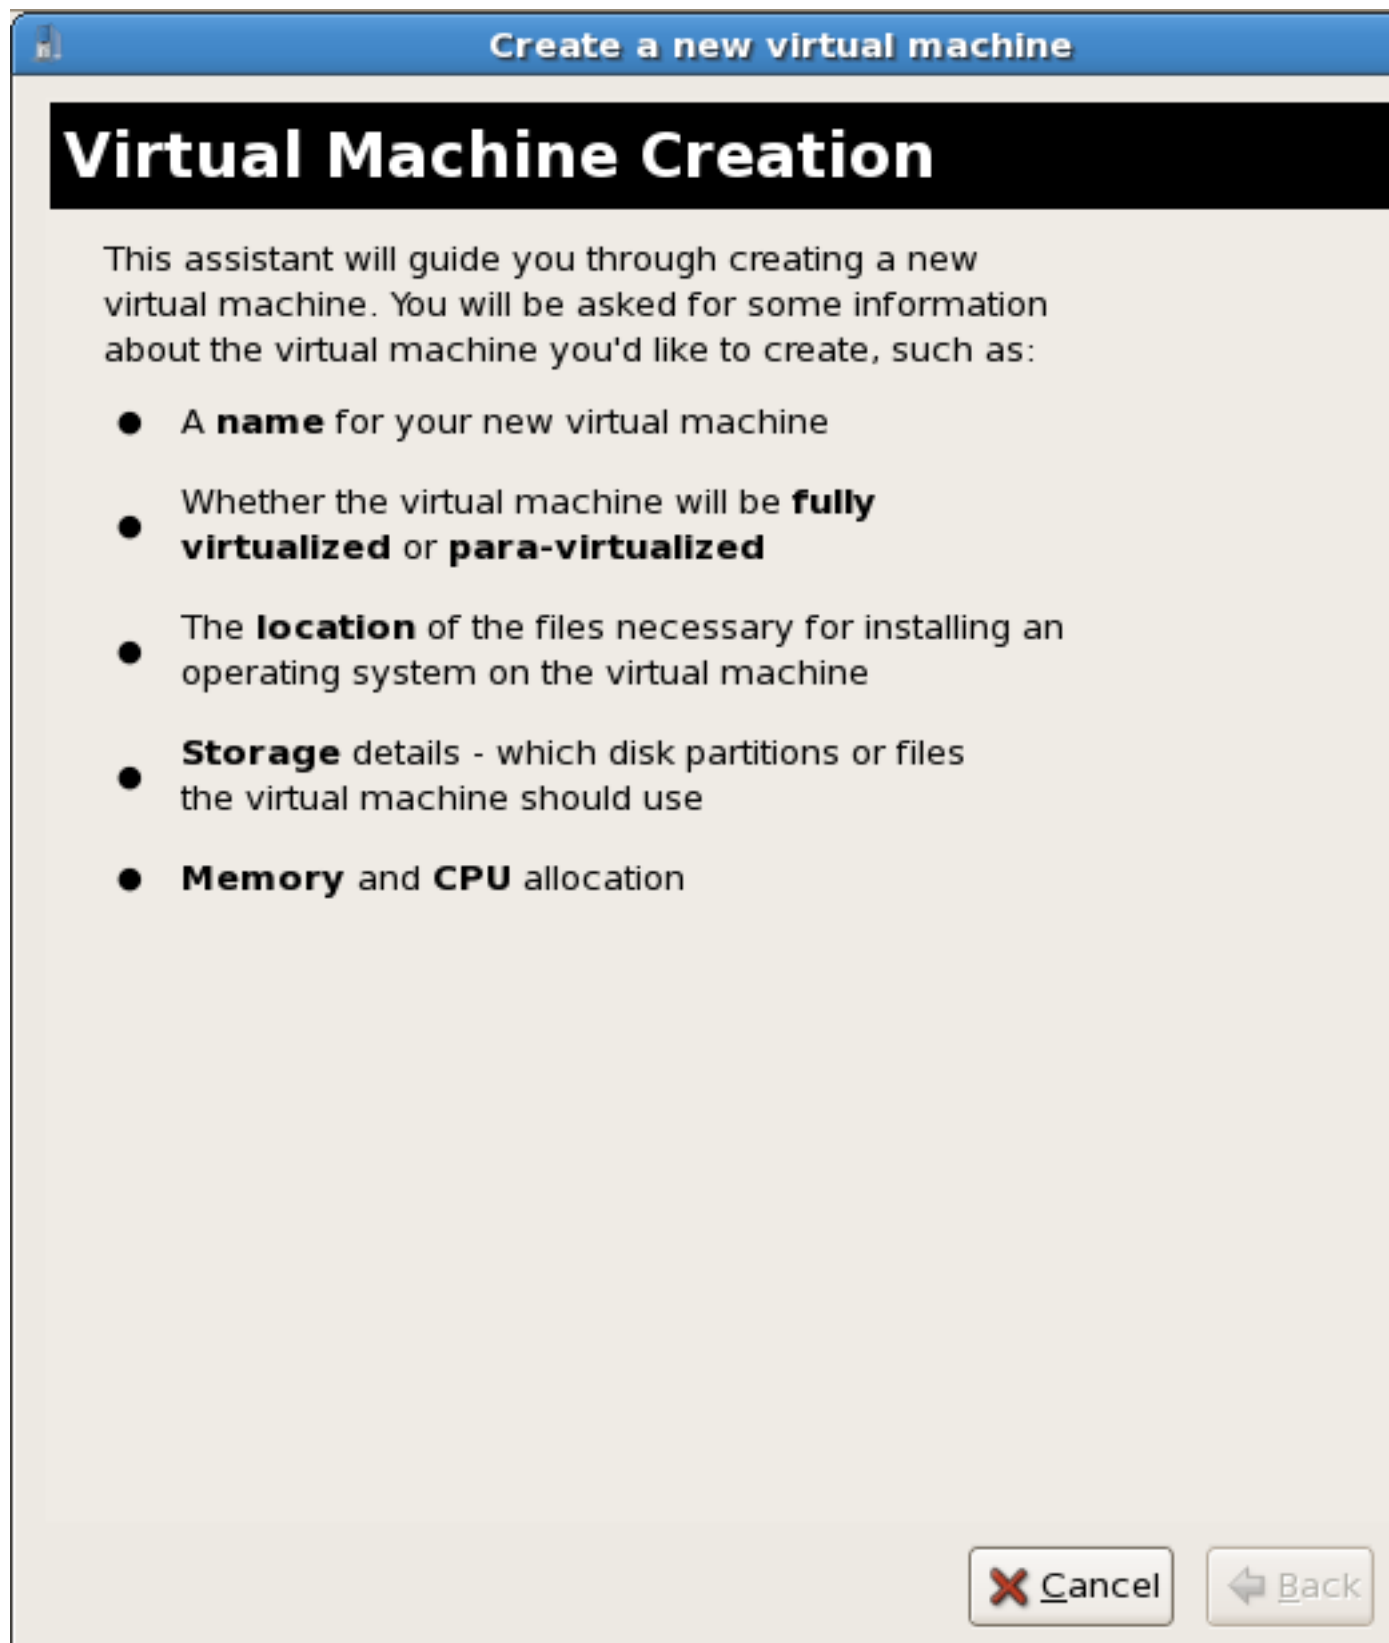 Create a new virtual machine
Virtual Machine Creation
This assistant will guide you through creating a new
virtual machine. You will be asked for some information
about the virtual machine you'd like to create, such as:
● A name for your new virtual machine
● Whether the virtual machine will be fully
virtualized or para-virtualized
● The location of the files necessary for installing an
operating system on the virtual machine
● Storage details - which disk partitions or files
the virtual machine should use
● Memory and CPU allocation
Cancel
Back